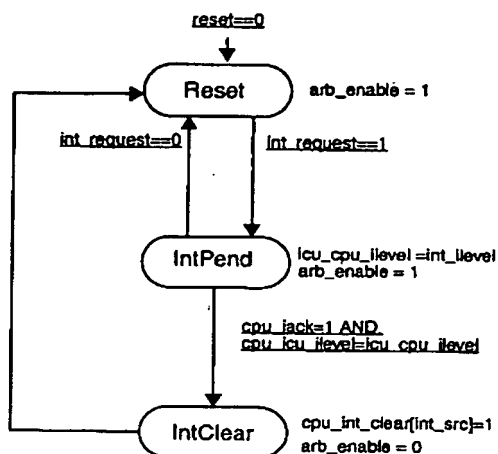 reset==0
Reset
arb_enable = 1
int_request==0
int_request==1
IntPend
icu_cpu_ilevel =int_ilevel
arb_enable = 1
cpu_iack=1 AND
cpu_icu_ilevel=icu_cpu_ilevel
IntClear
cpu_int_clear[int_src]=1
arb_enable = 0